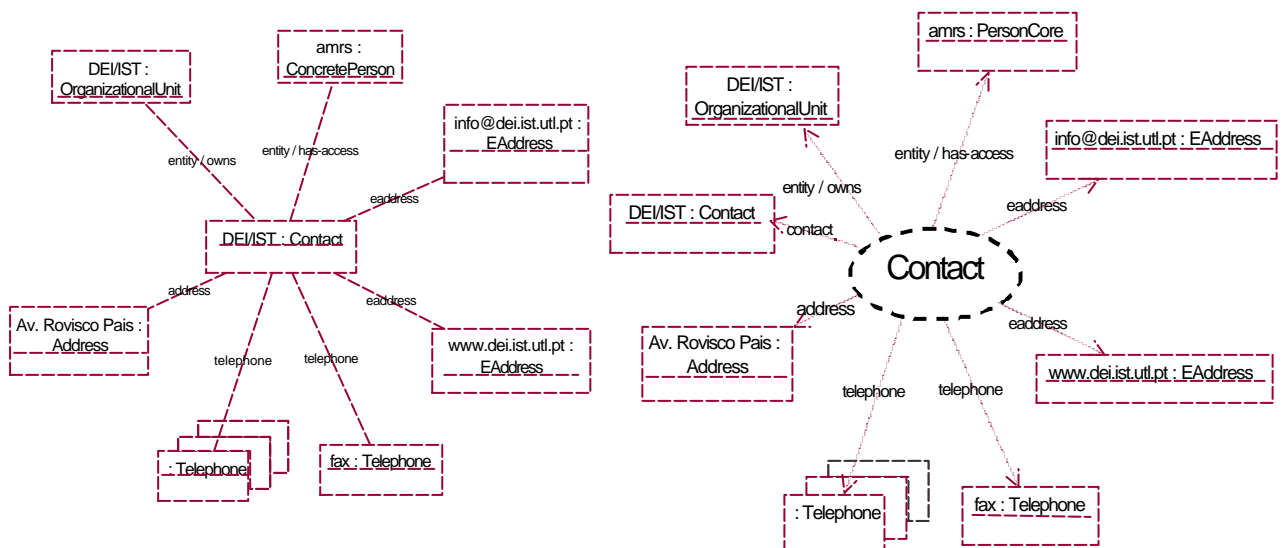 amrs :
ConcretePerson
DEI/IST :
OrganizationalUnit
info@dei.ist.utl.pt :
EAddress
entity / owns
entity / has-access
eaddress
DEI/IST : Contact
address
eaddress
Av. Rovisco Pais :
Address
telephone
telephone
www.dei.ist.utl.pt :
EAddress
: Telephone
fax : Telephone
amrs : PersonCore
DEI/IST :
OrganizationalUnit
info@dei.ist.utl.pt : EAddress
entity / has-access
entity / owns
eaddress
DEI/IST : Contact
contact
Contact
address
eaddress
Av. Rovisco Pais :
Address
www.dei.ist.utl.pt : EAddress
telephone
telephone
: Telephone
fax : Telephone